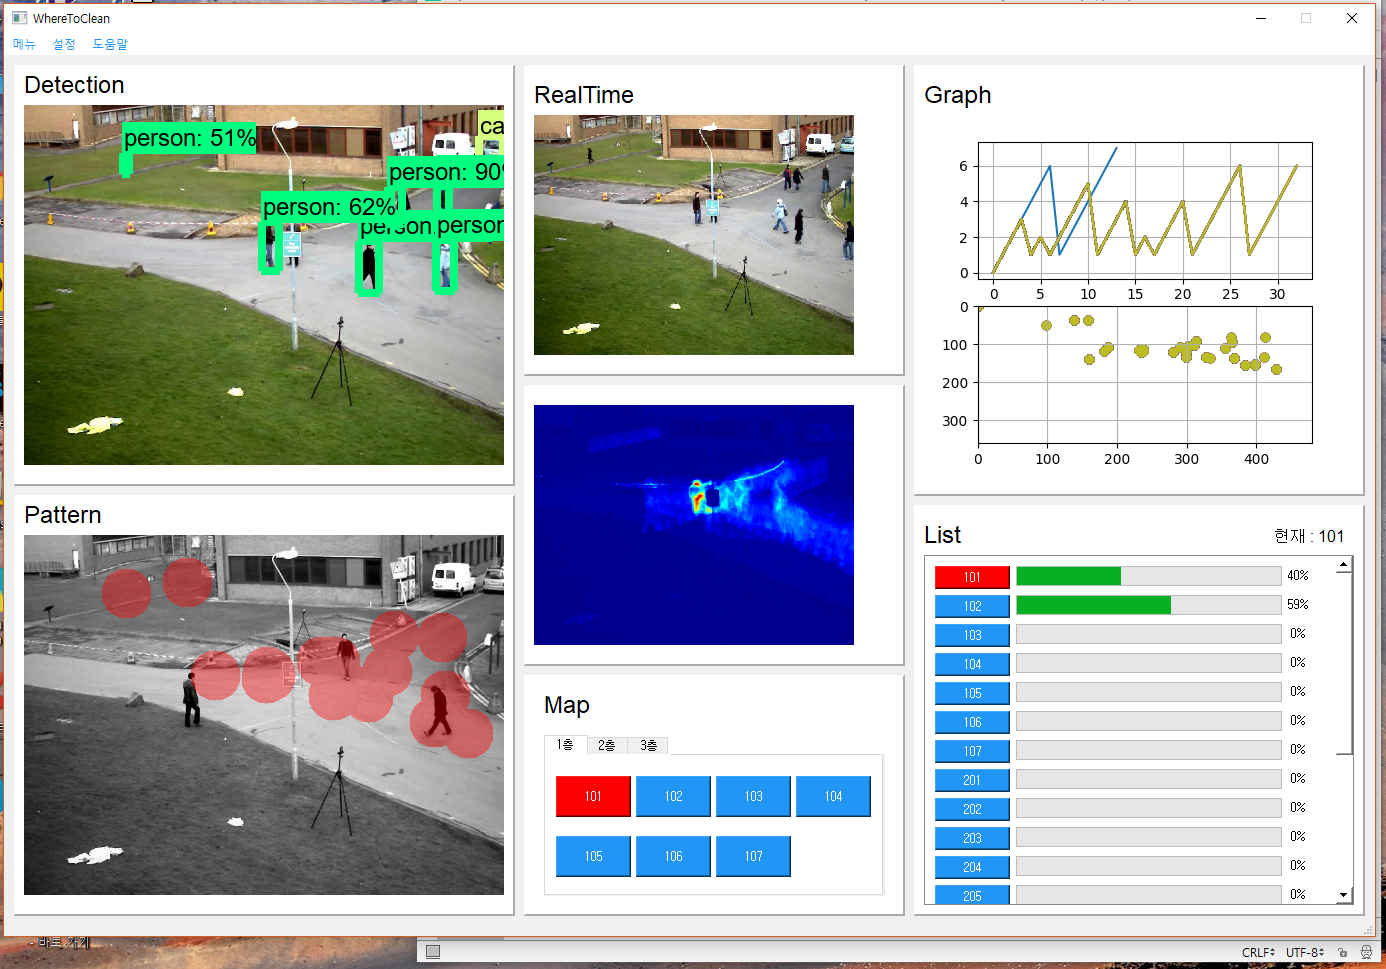 WhereToClean
메뉴 설정 도움말
Detection
person: 51%
ca
person: 90%
person: 62%
person
person
RealTime
Graph
6
4
2
0
0 5 10 15 20 25 30
0
100
200
300
0 100 200 300 400
Pattern
Map
1층 2층 3층
101 102 103 104
105 106 107
List
현재 : 101
101 40%
102 59%
103 0%
104 0%
105 0%
106 0%
107 0%
201 0%
202 0%
203 0%
204 0%
205 0%
CRLF UTF-8